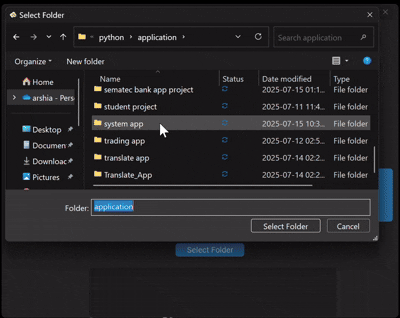 Select Folder
python > application >
Search application
Organize
New folder
Home
arshia - Pers
Desktop
Documen
Downloac
Pictures
Name
Status
Date modified
Type
sematec bank app project
2025-07-15 01:1...
File folder
student project
2025-07-11 11:4...
File folder
system app
2025-07-15 10:3...
File folder
trading app
2025-07-12 02:5...
File folder
translate app
2025-07-14 02:2...
File folder
Translate_App
2025-07-14 02:2...
File folder
Folder:
application
Select Folder
Cancel
Select Folder